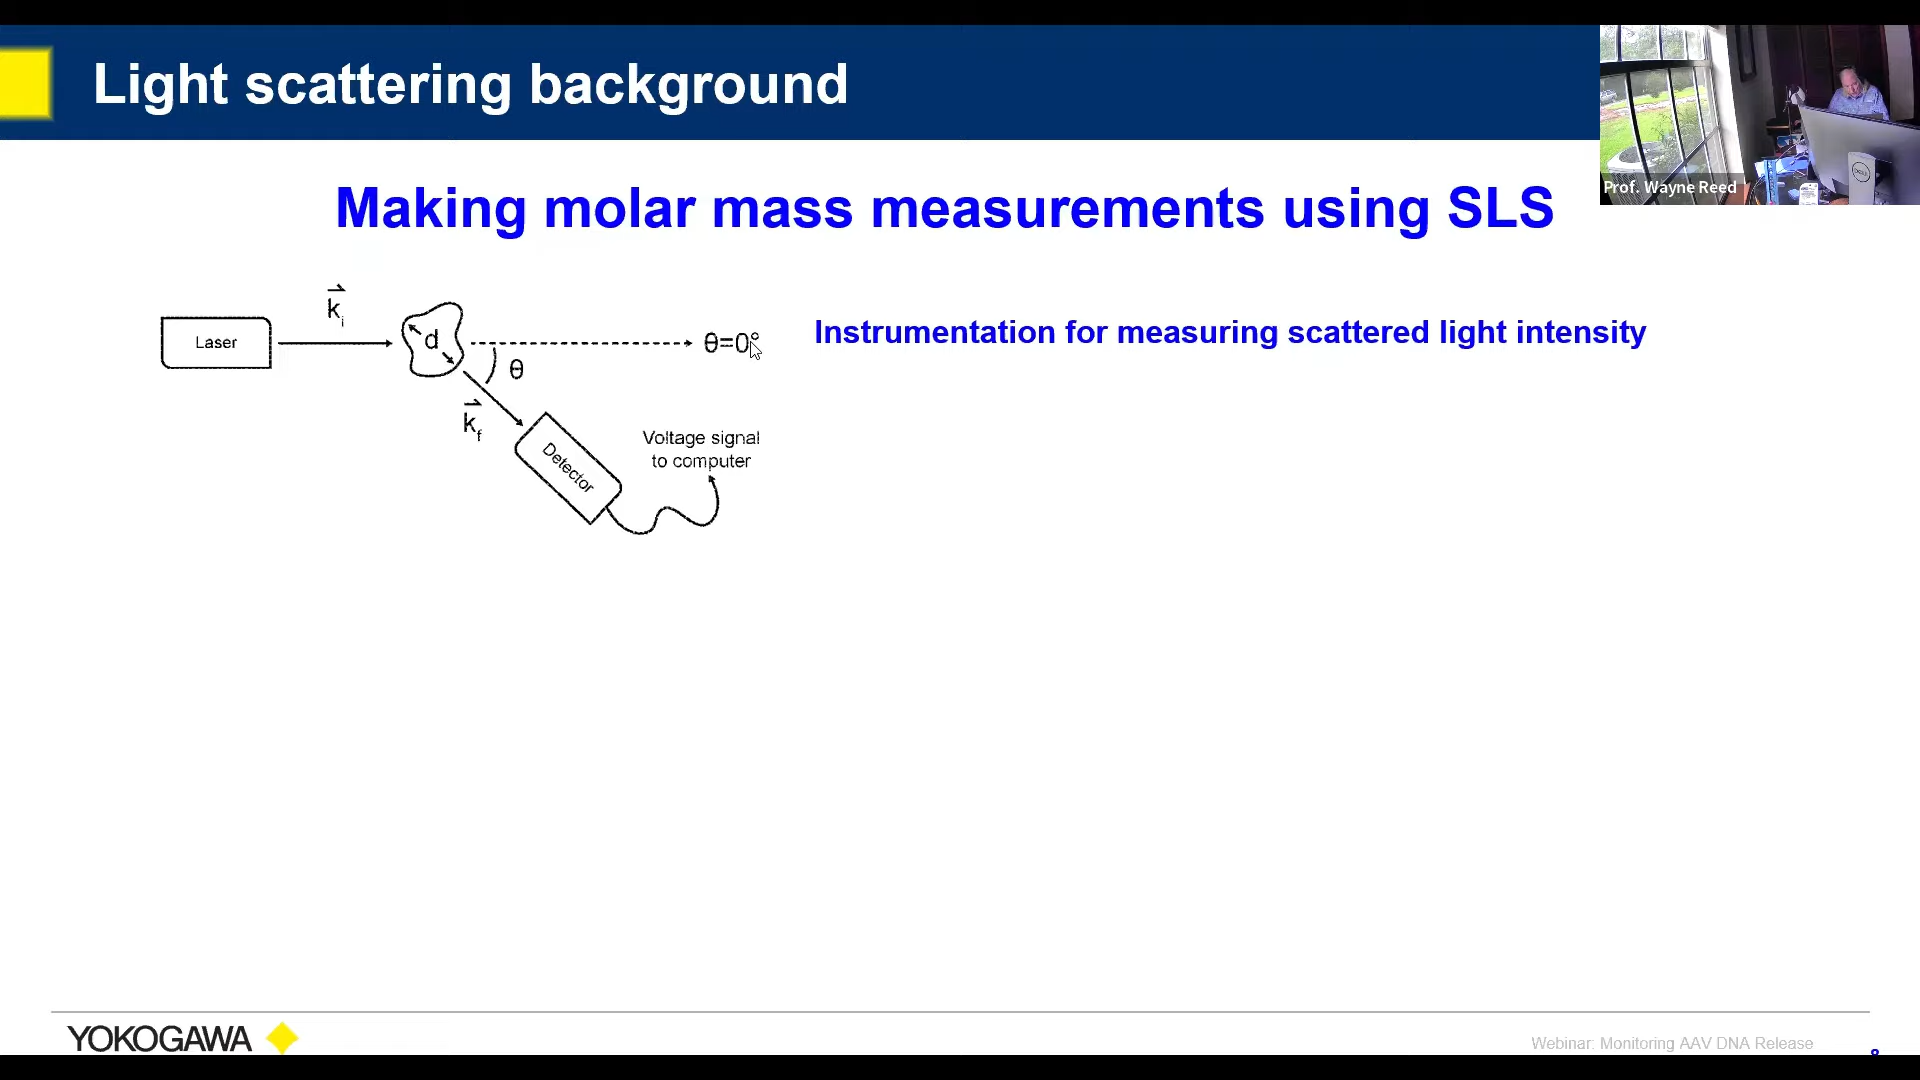 Light scattering background
Prof. Wayne Reed
Making molar mass measurements using SLS
Laser
k⃗i
d
θ=0°
θ
k⃗f
Detector
Voltage signal
to computer
Instrumentation for measuring scattered light intensity
YOKOGAWA
Webinar: Monitoring AAV DNA Release